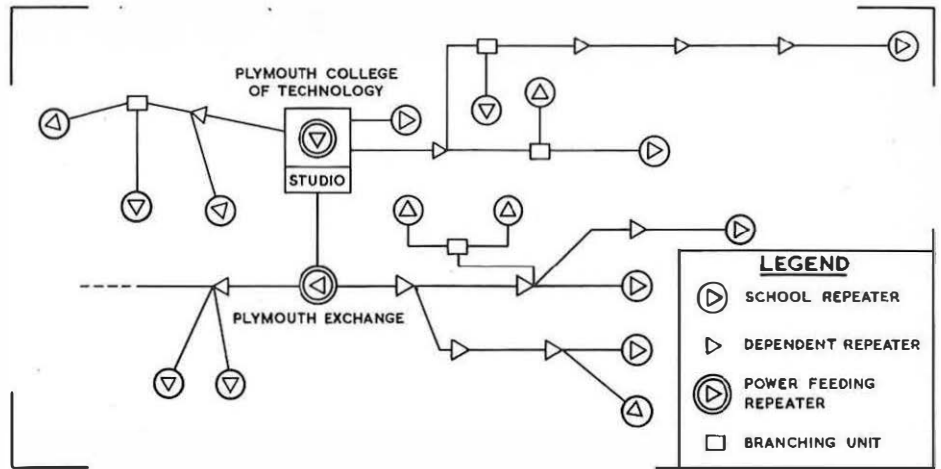 PLYMOUTH COLLEGE
OF TECHNOLOGY
STUDIO
PLYMOUTH EXCHANGE
LEGEND
SCHOOL REPEATER
DEPENDENT REPEATER
POWER FEEDING
REPEATER
BRANCHING UNIT